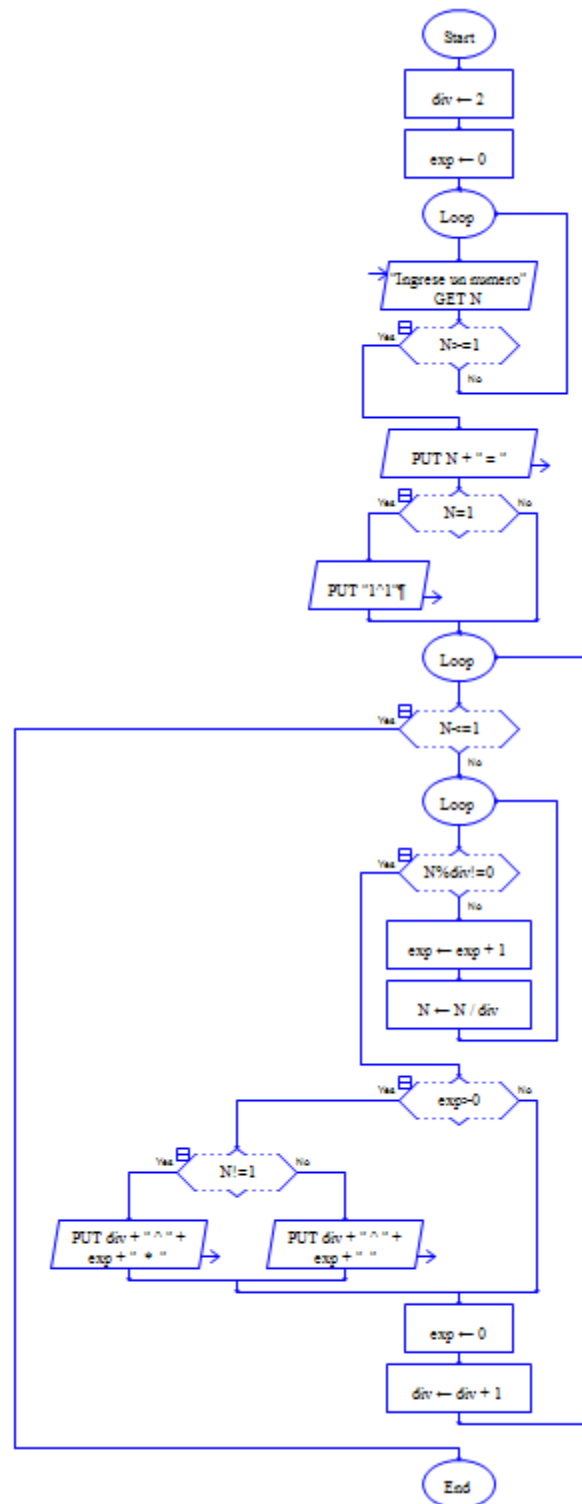 Start
div ← 2
exp ← 0
Loop
"Ingrese un numero"
GET N
Yes
N>=1
No
PUT N + " = "
Yes
N=1
No
PUT "1^1"¶
Loop
Yes
N<=1
No
Loop
Yes
N%div!=0
No
exp ← exp + 1
N ← N / div
Yes
exp>0
No
Yes
N!=1
No
PUT div + " ^ " +
exp + " * "
PUT div + " ^ " +
exp + " "
exp ← 0
div ← div + 1
End